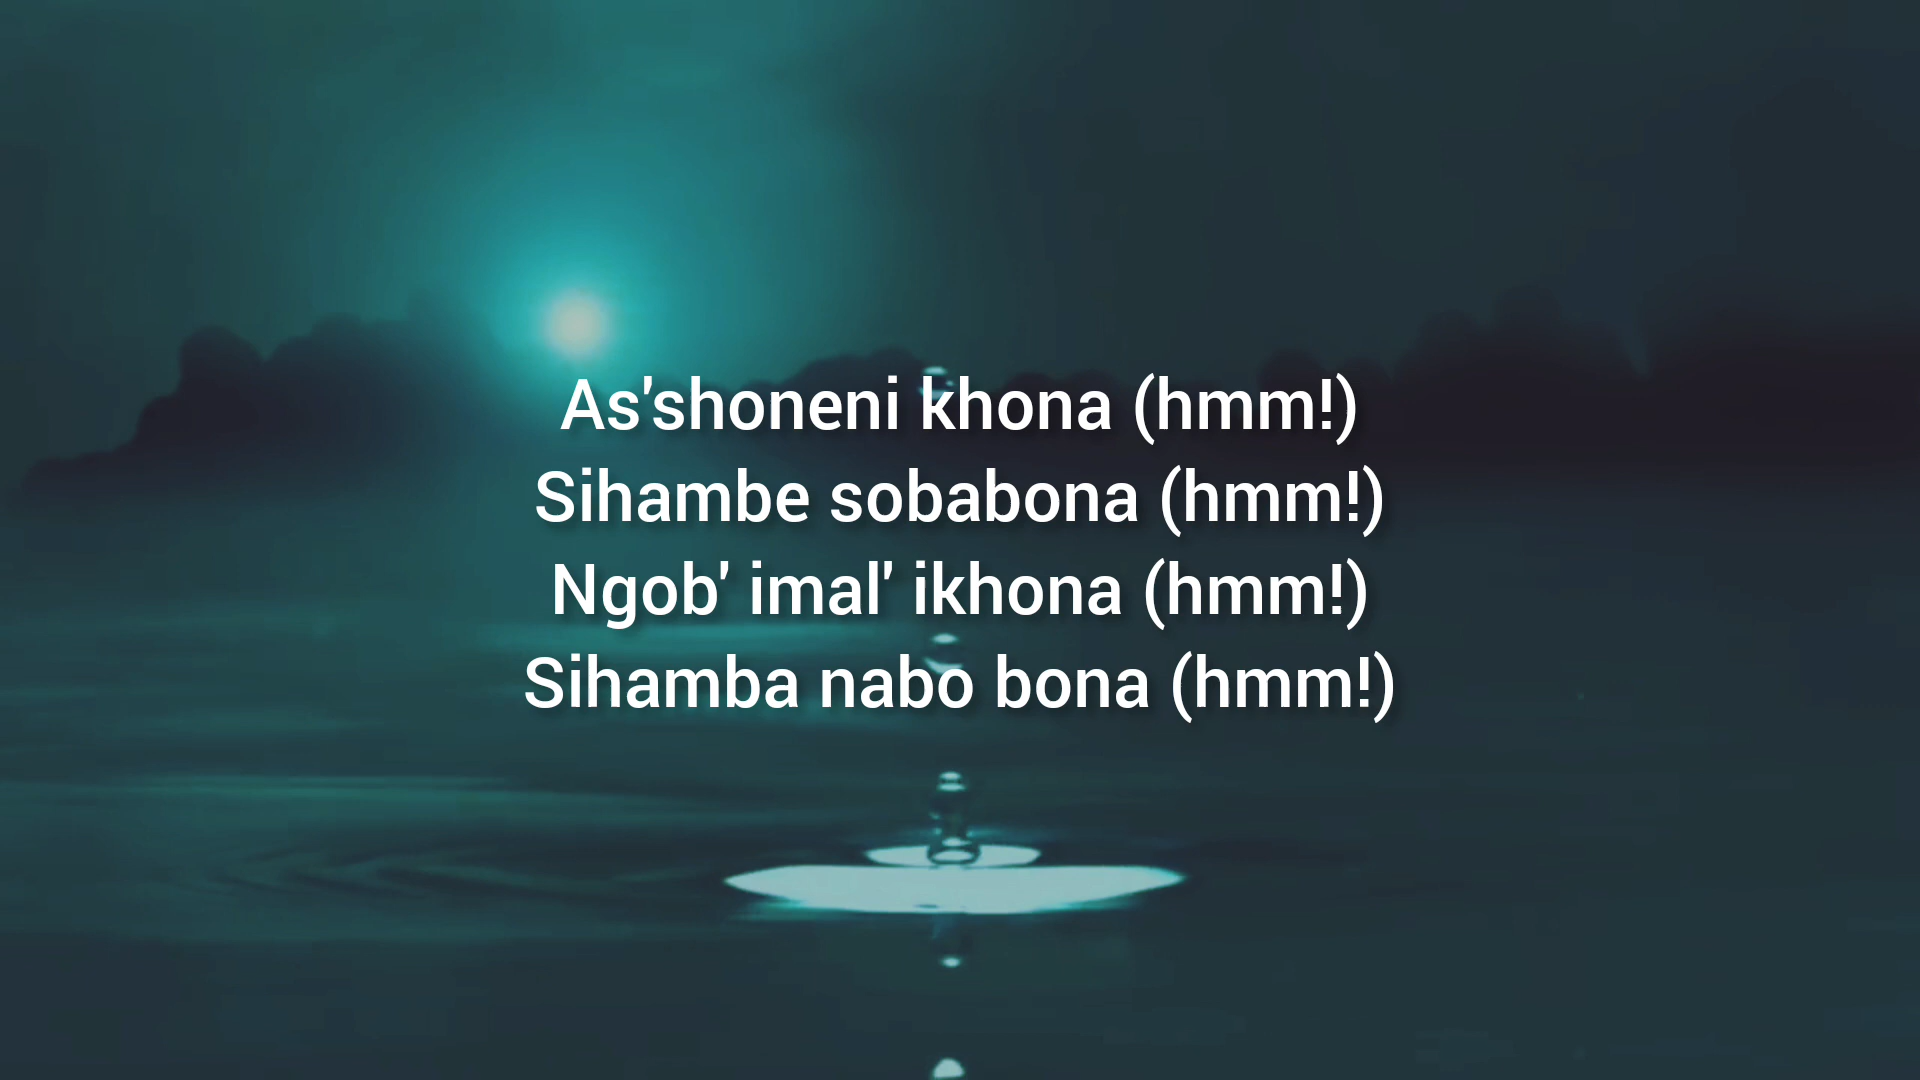 As'shoneni khona (hmm!)
Sihambe sobabona (hmm!)
Ngob' imal' ikhona (hmm!)
Sihamba nabo bona (hmm!)